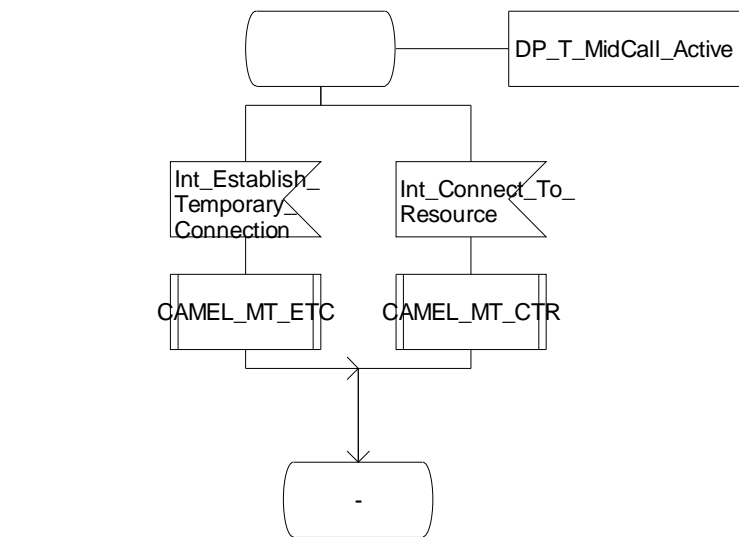 DP_T_MidCall_Active
Int_Establish_
Temporary_
Connection
Int_Connect_To_
Resource
CAMEL_MT_ETC
CAMEL_MT_CTR
-